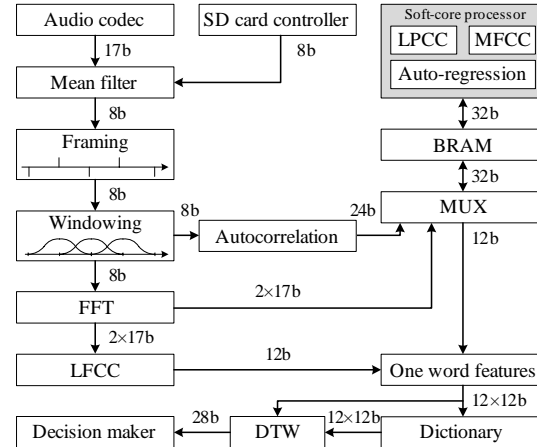 Audio codec
SD card controller
Soft-core processor
LPCC
MFCC
Auto-regression
17b
8b
Mean filter
8b
32b
Framing
BRAM
8b
32b
Windowing
8b
Autocorrelation
24b
MUX
8b
12b
FFT
2×17b
2×17b
LFCC
12b
One word features
12×12b
Decision maker
28b
DTW
12×12b
Dictionary